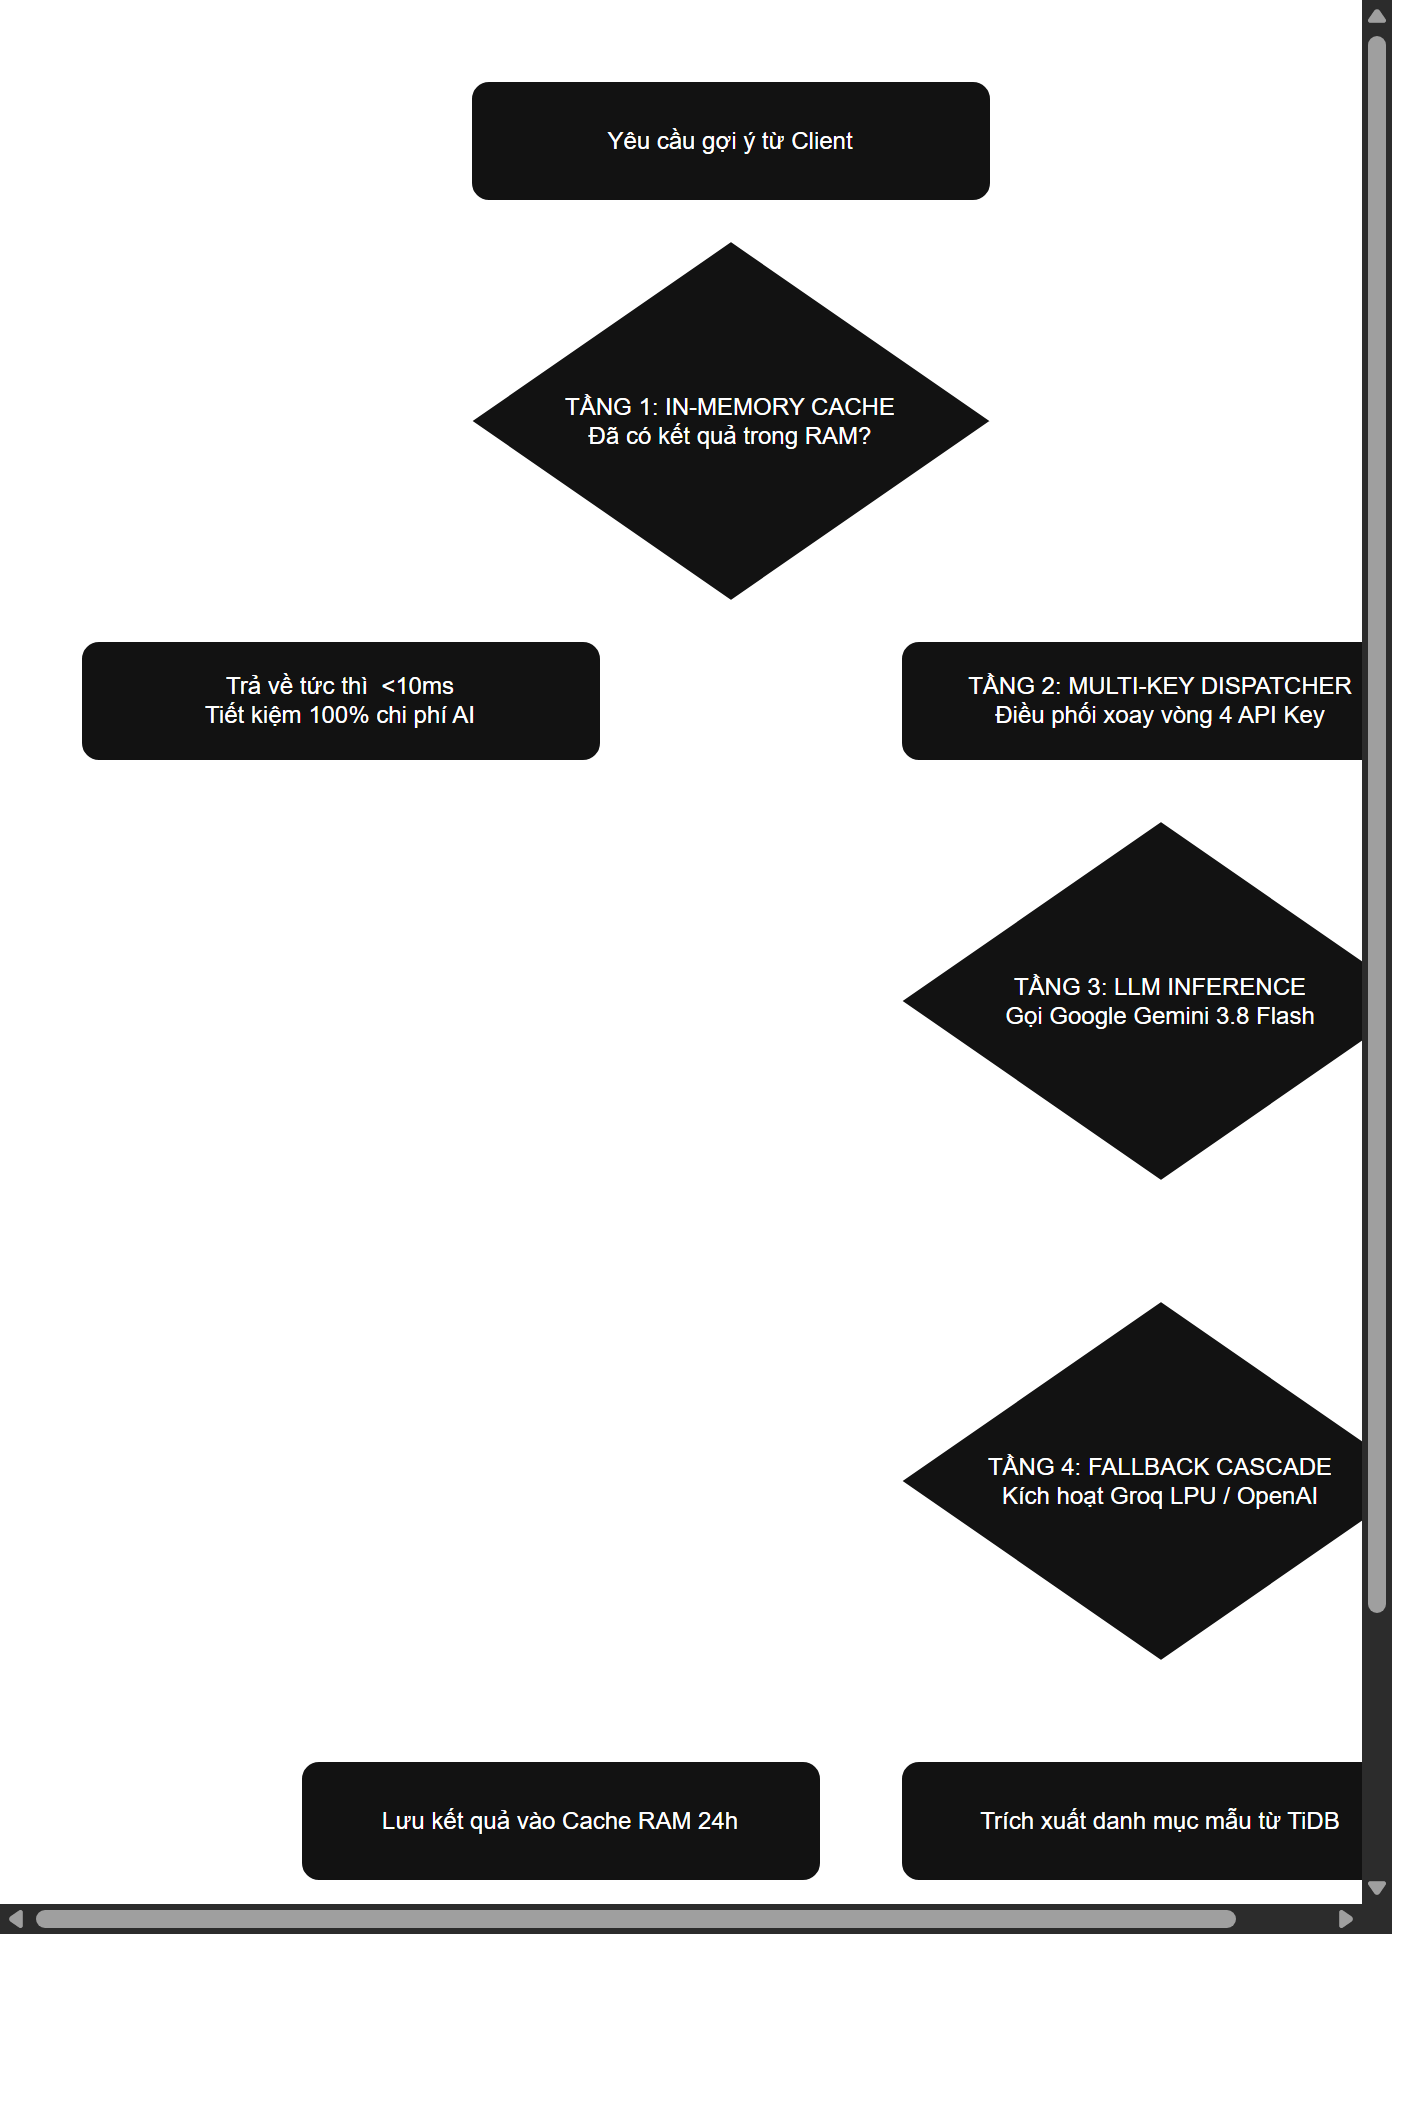 Yêu cầu gợi ý từ Client
TẦNG 1: IN-MEMORY CACHE
Đã có kết quả trong RAM?
Trả về tức thì  <10ms
Tiết kiệm 100% chi phí AI
TẦNG 2: MULTI-KEY DISPATCHER
Điều phối xoay vòng 4 API Key
TẦNG 3: LLM INFERENCE
Gọi Google Gemini 3.8 Flash
TẦNG 4: FALLBACK CASCADE
Kích hoạt Groq LPU / OpenAI
Lưu kết quả vào Cache RAM 24h
Trích xuất danh mục mẫu từ TiDB